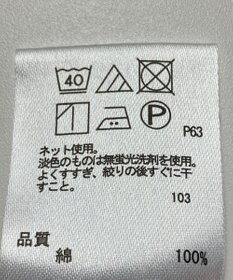 40
P
P63
ネット使用。
淡色のものは無蛍光洗剤を使用。
よくすすぎ、絞りの後すぐに干
すこと。
103
品質
綿 100%